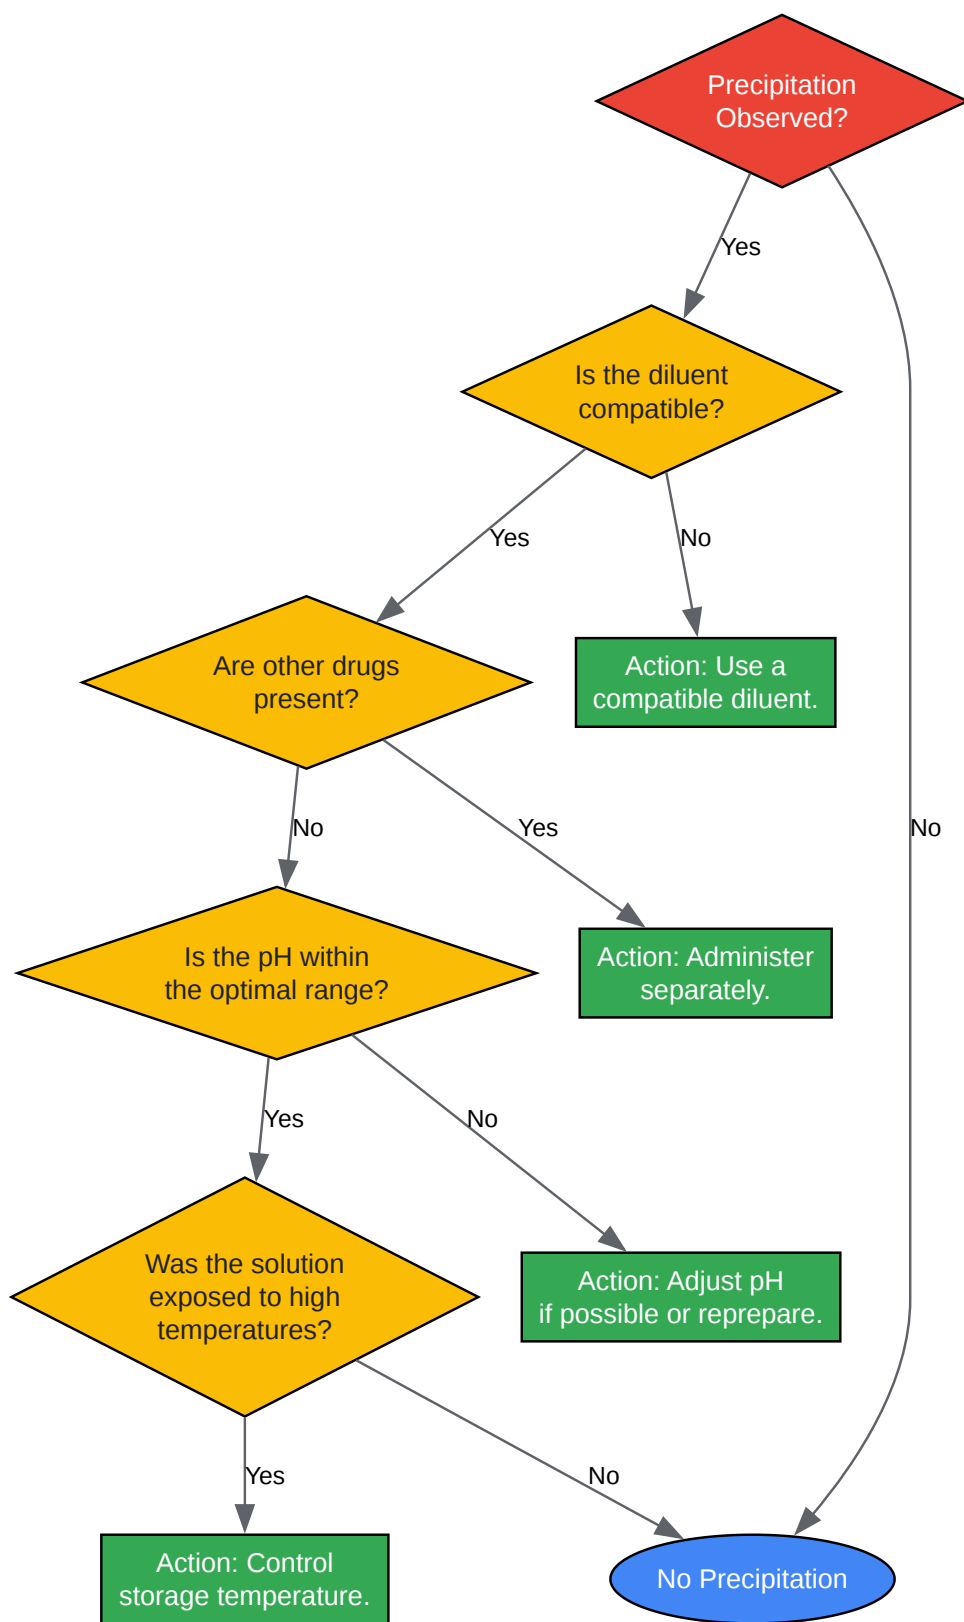 Precipitation
Observed?
Yes
Is the diluent
compatible?
Yes
No
Are other drugs
present?
Action: Use a
compatible diluent.
No
Yes
No
Is the pH within
the optimal range?
Action: Administer
separately.
Yes
No
Was the solution
exposed to high
temperatures?
Action: Adjust pH
if possible or reprepare.
Yes
No
Action: Control
storage temperature.
No Precipitation